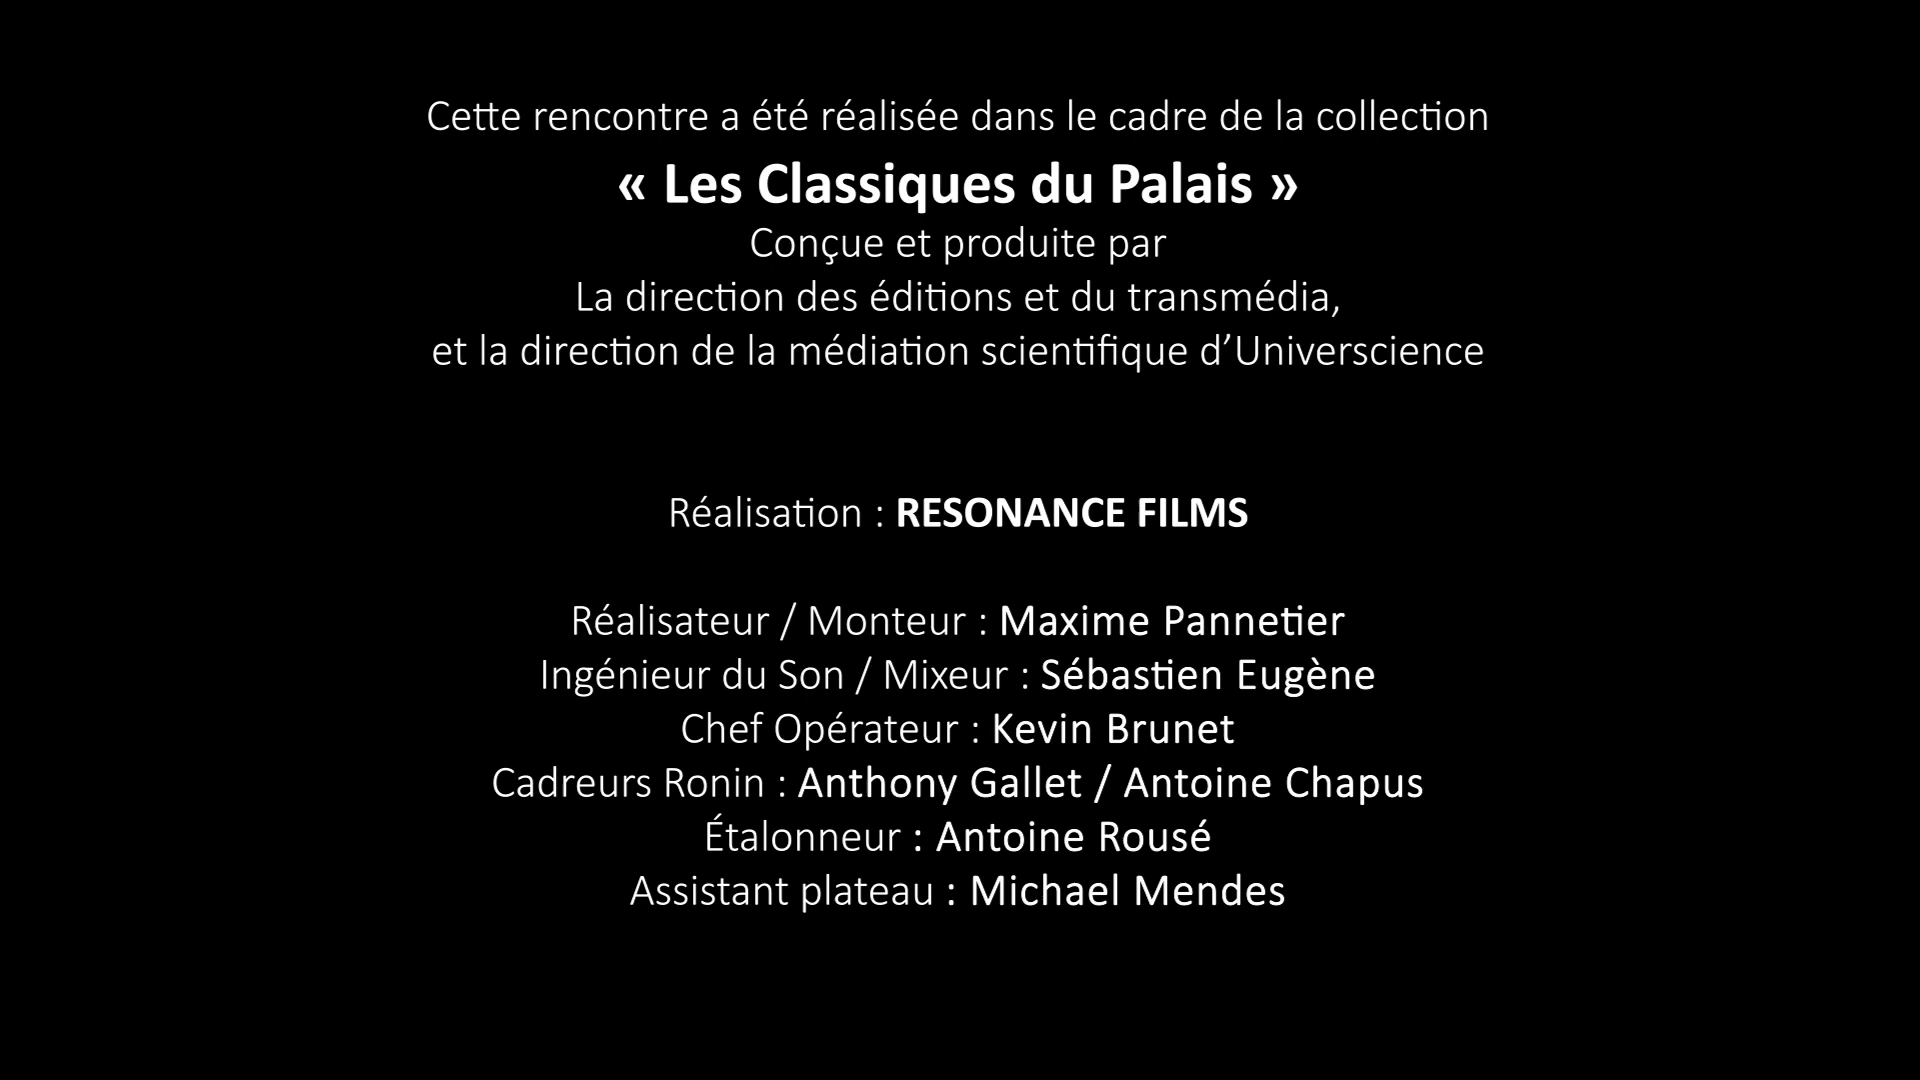 Cette rencontre a été réalisée dans le cadre de la collection
« Les Classiques du Palais »
Conçue et produite par
La direction des éditions et du transmédia,
et la direction de la médiation scientifique d’Universcience
Réalisation : RESONANCE FILMS
Réalisateur / Monteur : Maxime Pannetier
Ingénieur du Son / Mixeur : Sébastien Eugène
Chef Opérateur : Kevin Brunet
Cadreurs Ronin : Anthony Gallet / Antoine Chapus
Étalonneur : Antoine Rousé
Assistant plateau : Michael Mendes